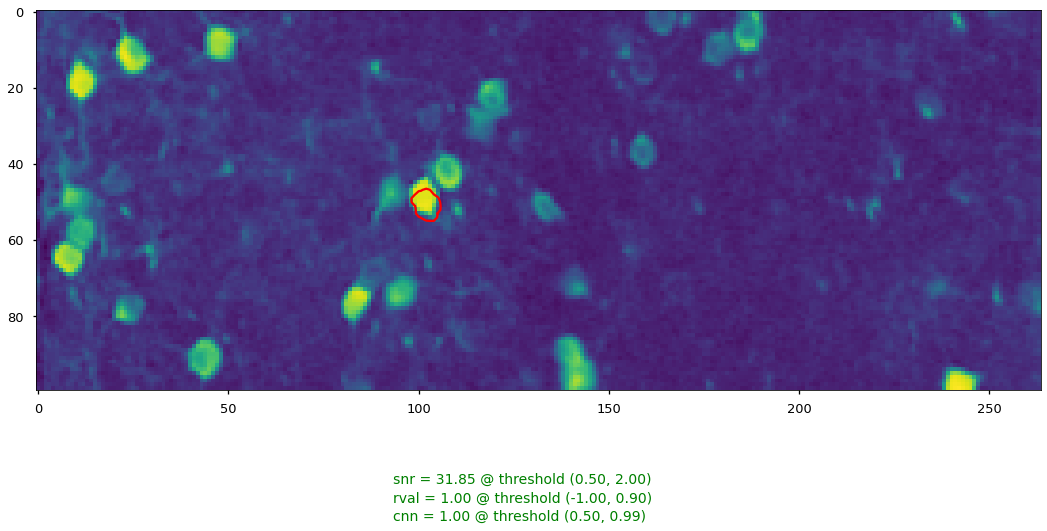 0
20
40
60
80
0 50 100 150 200 250
snr = 31.85 @ threshold (0.50, 2.00)
rval = 1.00 @ threshold (-1.00, 0.90)
cnn = 1.00 @ threshold (0.50, 0.99)